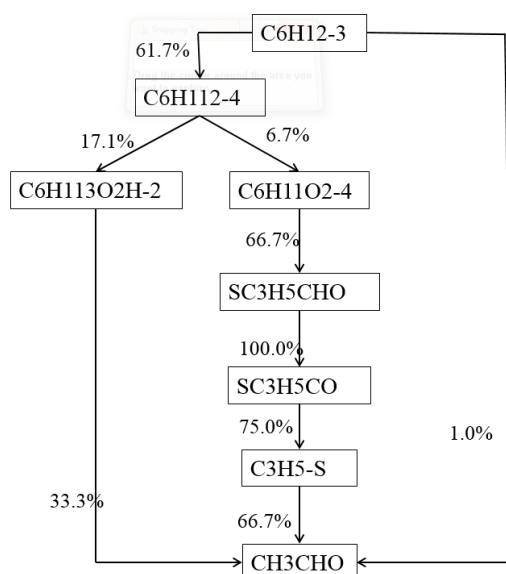 C6H12-3
61.7%
C6H112-4
17.1%
6.7%
C6H113O2H-2
C6H11O2-4
66.7%
SC3H5CHO
100.0%
SC3H5CO
75.0%
1.0%
C3H5-S
33.3%
66.7%
CH3CHO